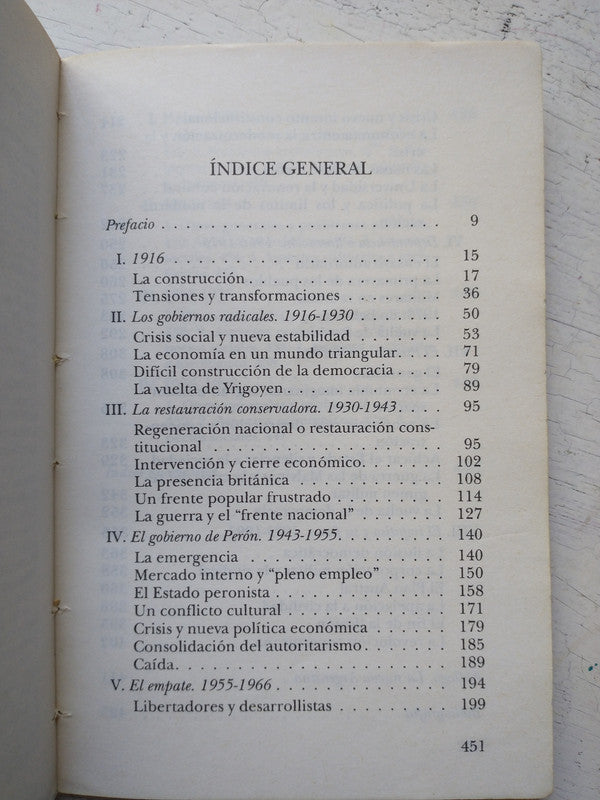 ÍNDICE GENERAL
Prefacio . . . . . . . . . . . . . . . . . . . . . . . 9
I. 1916 . . . . . . . . . . . . . . . . . . . . . . 15
La construcción . . . . . . . . . . . . . . . . 17
Tensiones y transformaciones . . . . . . . . 36
II. Los gobiernos radicales. 1916-1930 . . . . . . . 50
Crisis social y nueva estabilidad . . . . . . . 53
La economía en un mundo triangular. . . . 71
Difícil construcción de la democracia . . . . 79
La vuelta de Yrigoyen . . . . . . . . . . . . . 89
III. La restauración conservadora. 1930-1943. . . . 95
Regeneración nacional o restauración cons-
titucional . . . . . . . . . . . . . . . . . . 95
Intervención y cierre económico. . . . . . . 102
La presencia británica . . . . . . . . . . . . 108
Un frente popular frustrado . . . . . . . . . 114
La guerra y el “frente nacional” . . . . . . . 127
IV. El gobierno de Perón. 1943-1955. . . . . . . . . 140
La emergencia . . . . . . . . . . . . . . . 140
Mercado interno y “pleno empleo” . . . . . 150
El Estado peronista . . . . . . . . . . . . . 158
Un conflicto cultural . . . . . . . . . . . . . 171
Crisis y nueva política económica . . . . . . 179
Consolidación del autoritarismo. . . . . . . 185
Caída. . . . . . . . . . . . . . . . . . . . . 189
V. El empate. 1955-1966 . . . . . . . . . . . . . . 194
Libertadores y desarrollistas . . . . . . . . . 199
451